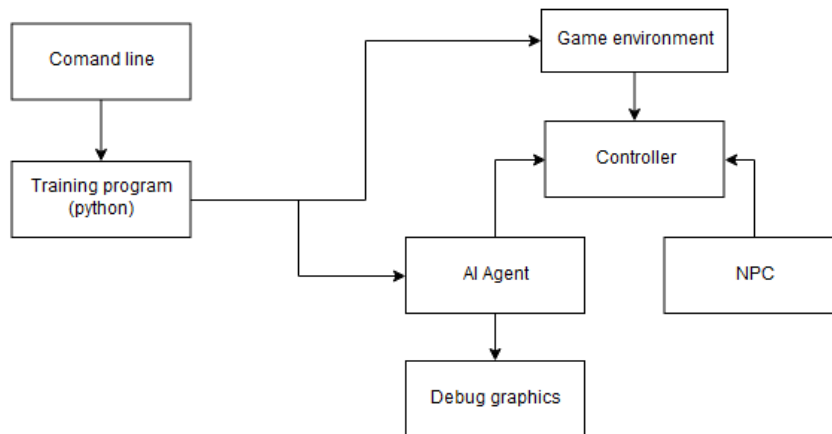 Comand line
Game environment
Training program
(python)
Controller
AI Agent
NPC
Debug graphics